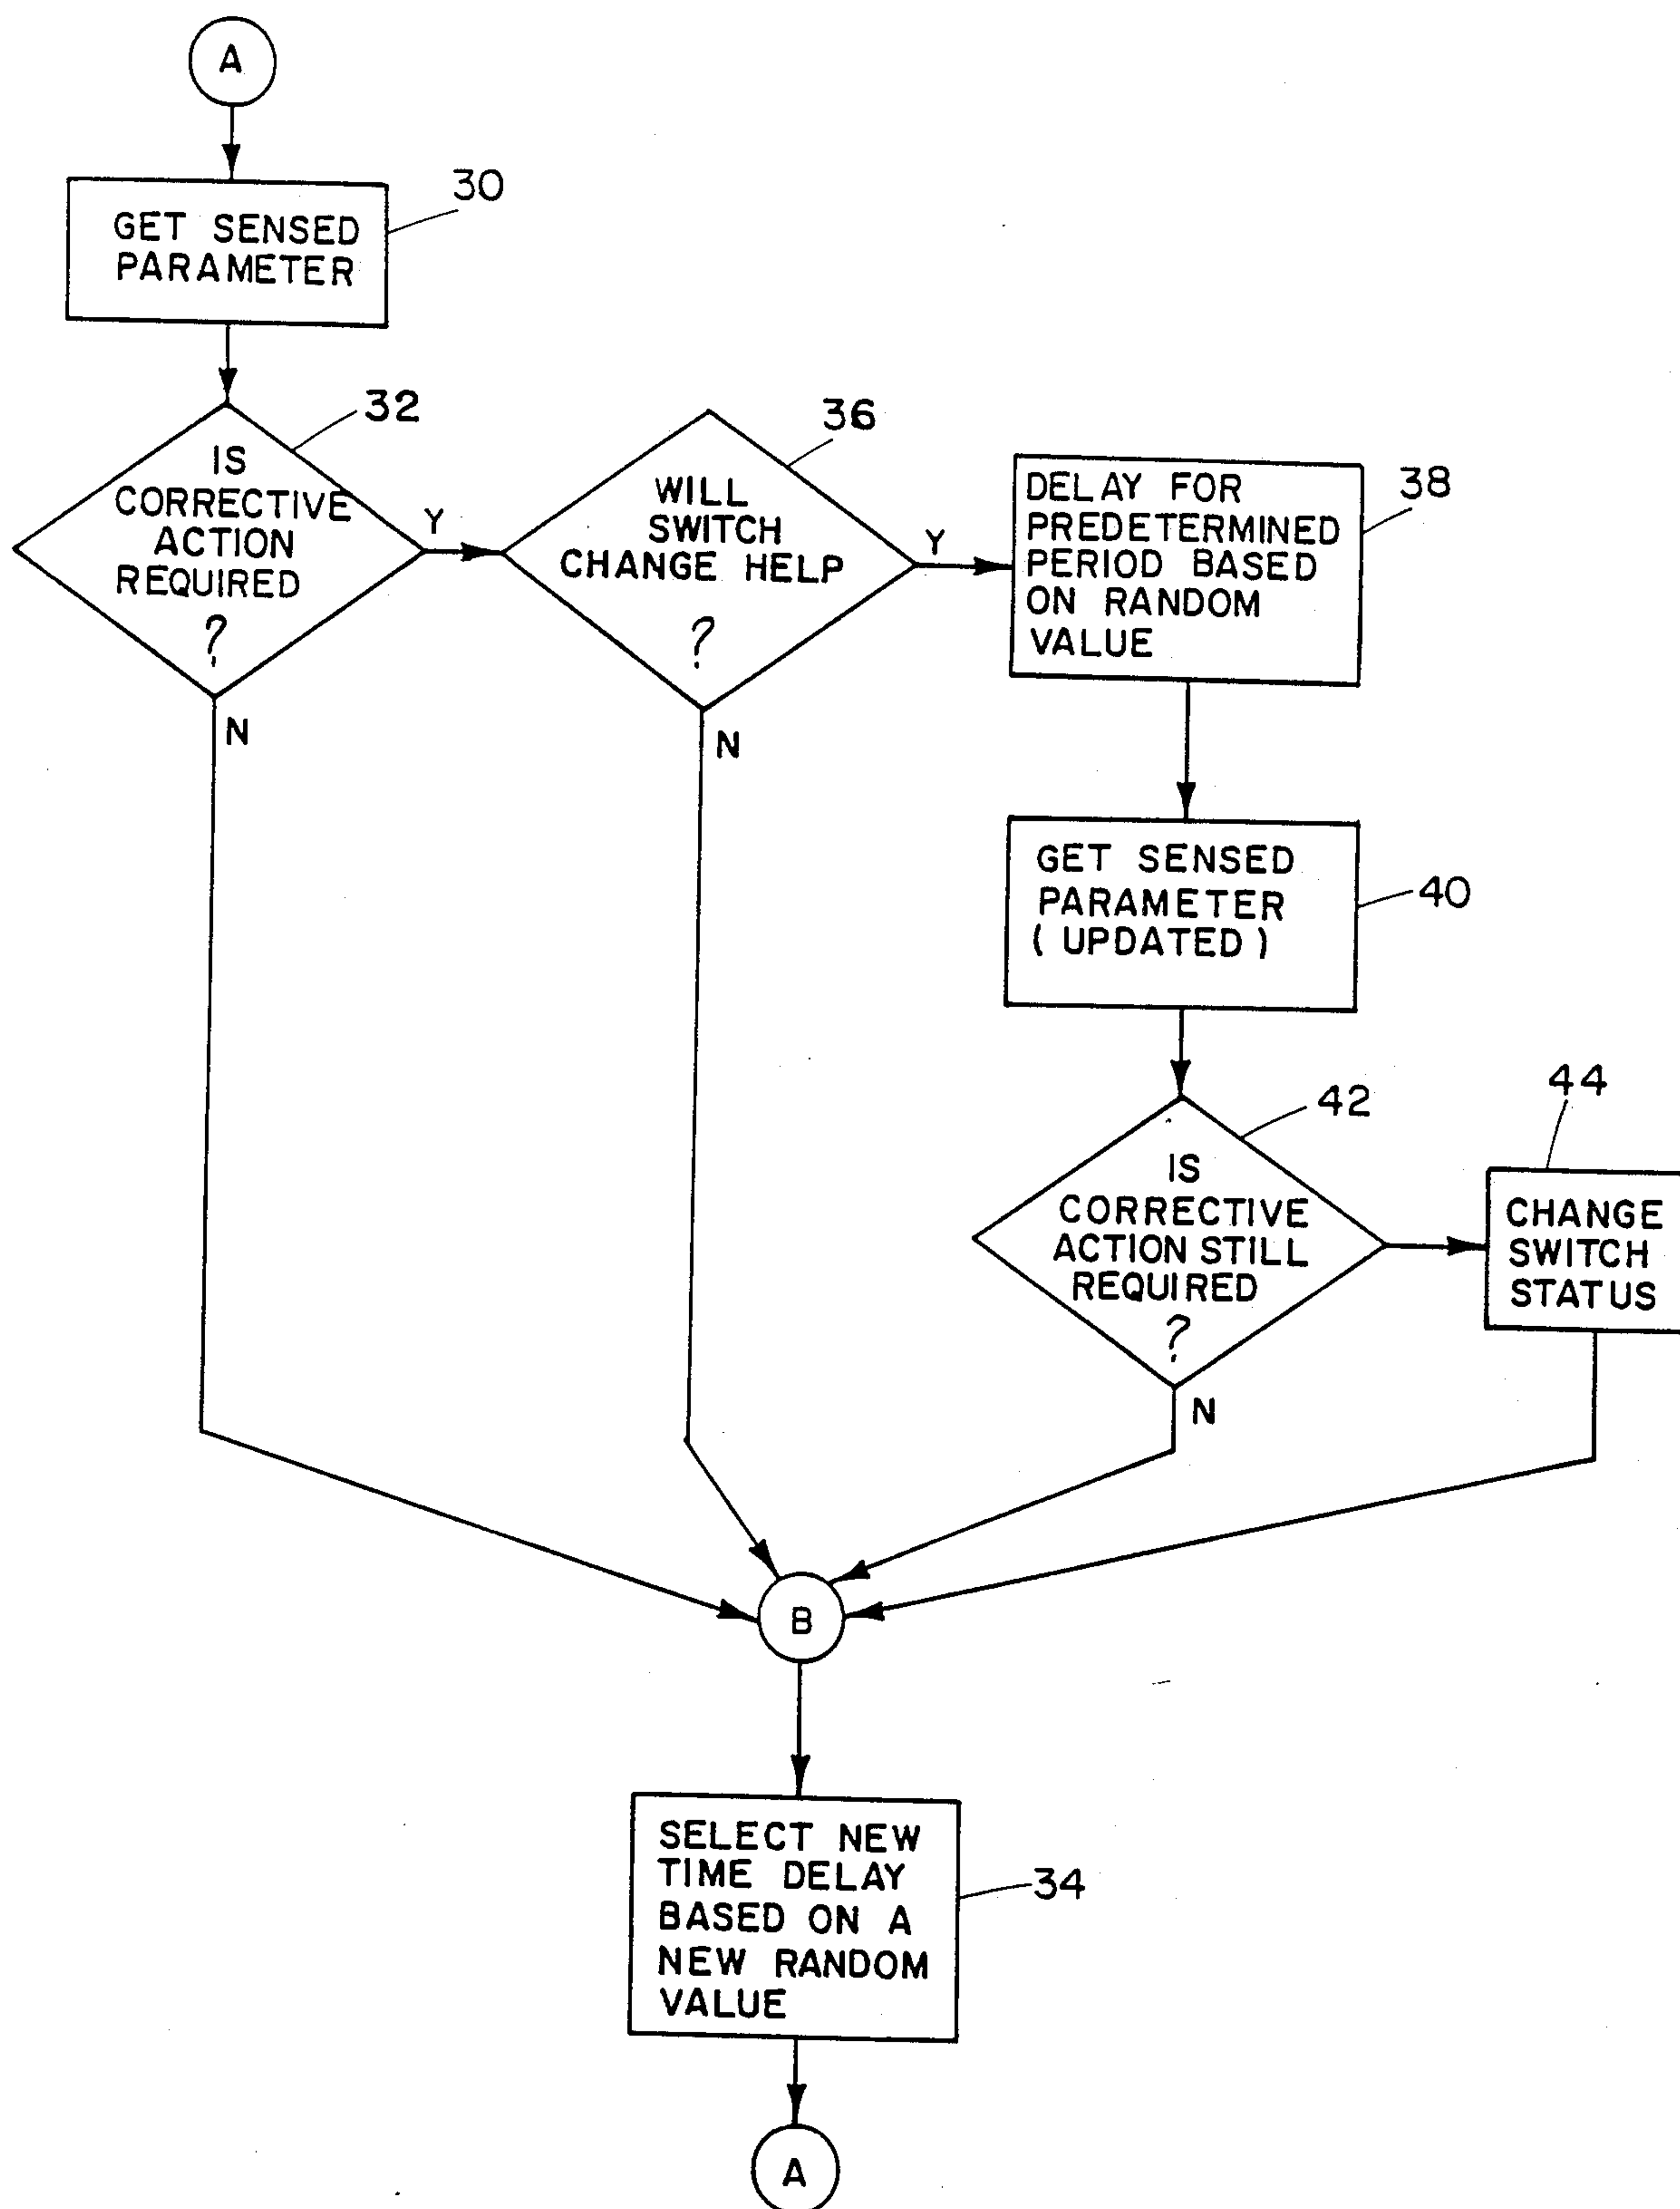 A
30
GET SENSED
PARAMETER
32
IS
CORRECTIVE
ACTION
REQUIRED
?
Y
N
36
WILL
SWITCH
CHANGE HELP
?
Y
N
38
DELAY FOR
PREDETERMINED
PERIOD BASED
ON RANDOM
VALUE
40
GET SENSED
PARAMETER
( UPDATED )
42
IS
CORRECTIVE
ACTION STILL
REQUIRED
?
N
44
CHANGE
SWITCH
STATUS
B
34
SELECT NEW
TIME DELAY
BASED ON A
NEW RANDOM
VALUE
A